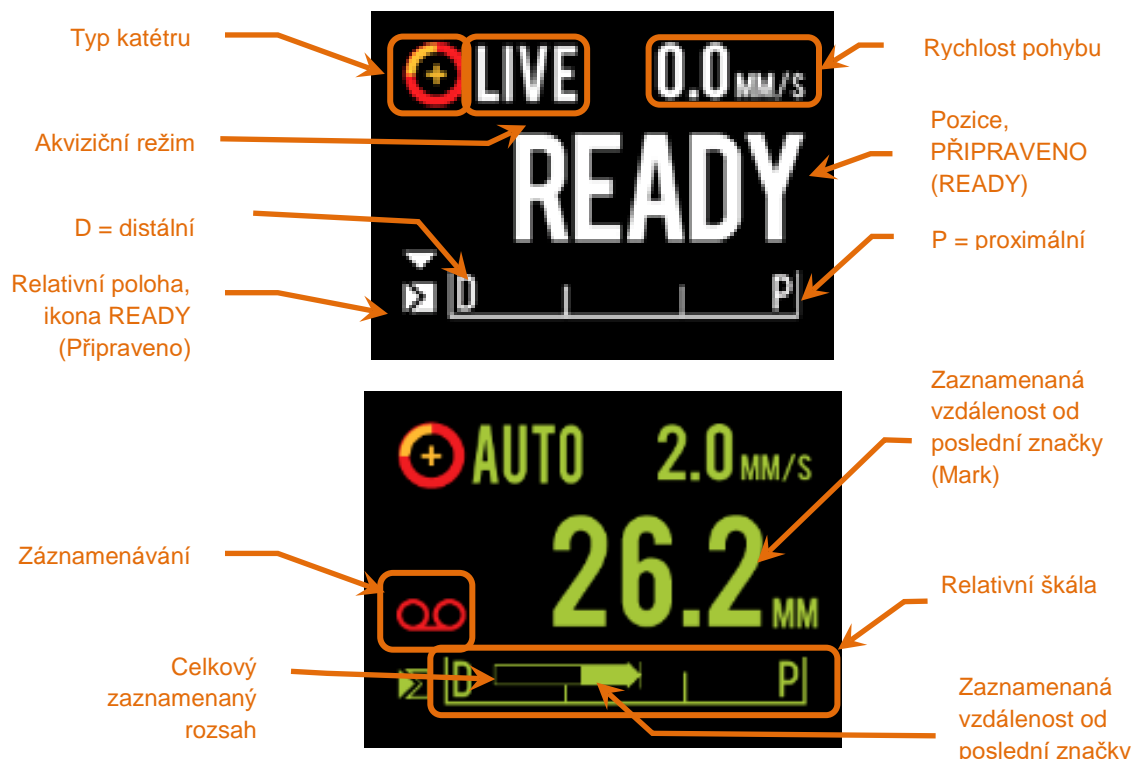 Typ katétru
Akviziční režim
D = distální
Relativní poloha,
ikona READY
(Připraveno)
LIVE
0.0 MM/S
READY
D
P
Rychlost pohybu
Pozice,
PŘIPRAVENO
(READY)
P = proximální
Záznamenávání
Celkový
zaznamenaný
rozsah
AUTO
2.0 MM/S
26.2 MM
D
P
Zaznamenaná
vzdálenost od
poslední značky
(Mark)
Relativní škála
Zaznamenaná
vzdálenost od
poslední značky